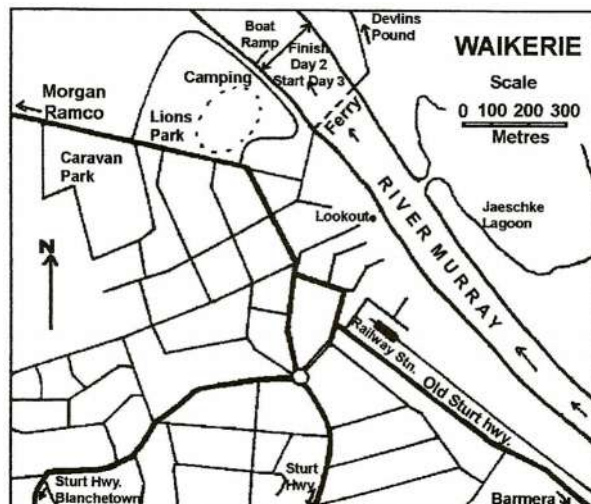 Boat
Ramp
Devlins
Pound
Finish
Day 2
Start Day 3
WAIKERIE
Scale
0 100 200 300
Metres
Camping
Morgan
Ramco
Lions
Park
Ferry
Caravan
Park
RIVER MURRAY
Jaeschke
Lagoon
Lookout
N
Railway Stn.
Old Sturt hwy.
Sturt Hwy.
Blanchetown
Sturt
Hwy
Barmera